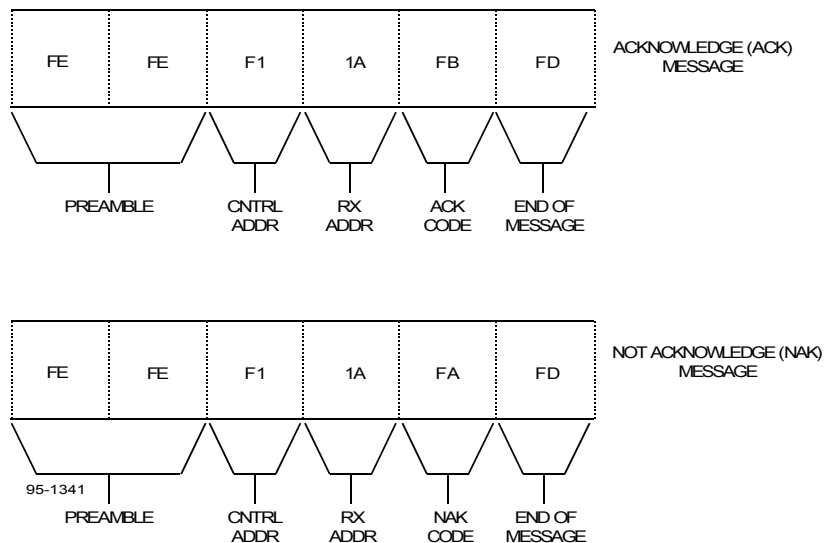 FE FE F1 1A FB FD
ACKNOWLEDGE (ACK)
MESSAGE
PREAMBLE CNTRL RX ACK END OF
ADDR ADDR CODE MESSAGE
FE FE F1 1A FA FD
NOT ACKNOWLEDGE (NAK)
MESSAGE
95-1341
PREAMBLE CNTRL RX NAK END OF
ADDR ADDR CODE MESSAGE